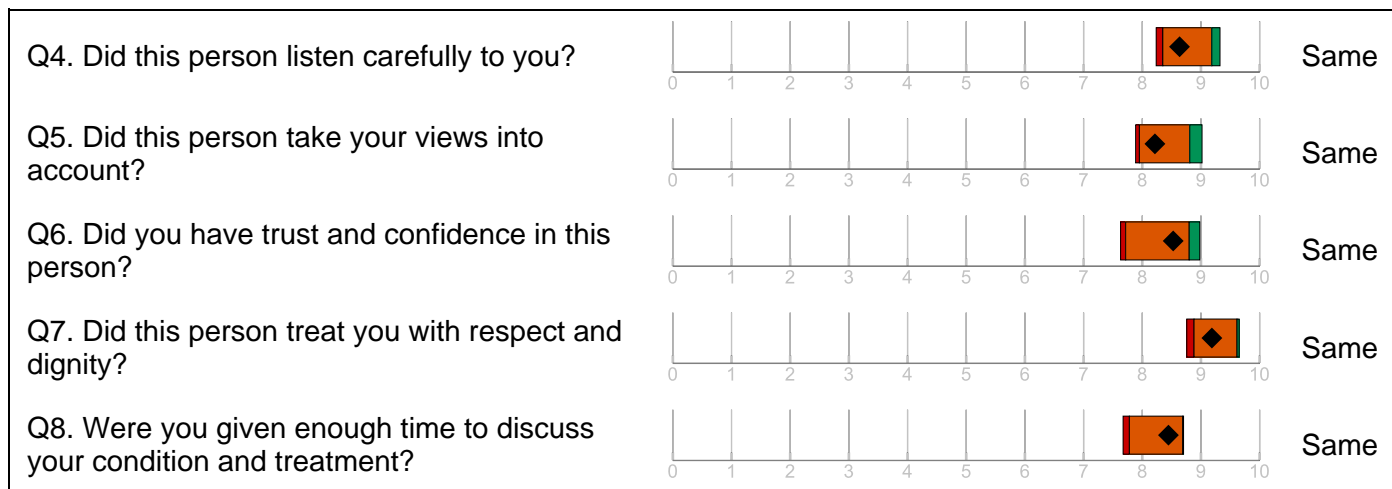 Q4. Did this person listen carefully to you?
0 1 2 3 4 5 6 7 8 9 10
Same
Q5. Did this person take your views into
account?
0 1 2 3 4 5 6 7 8 9 10
Same
Q6. Did you have trust and confidence in this
person?
0 1 2 3 4 5 6 7 8 9 10
Same
Q7. Did this person treat you with respect and
dignity?
0 1 2 3 4 5 6 7 8 9 10
Same
Q8. Were you given enough time to discuss
your condition and treatment?
0 1 2 3 4 5 6 7 8 9 10
Same